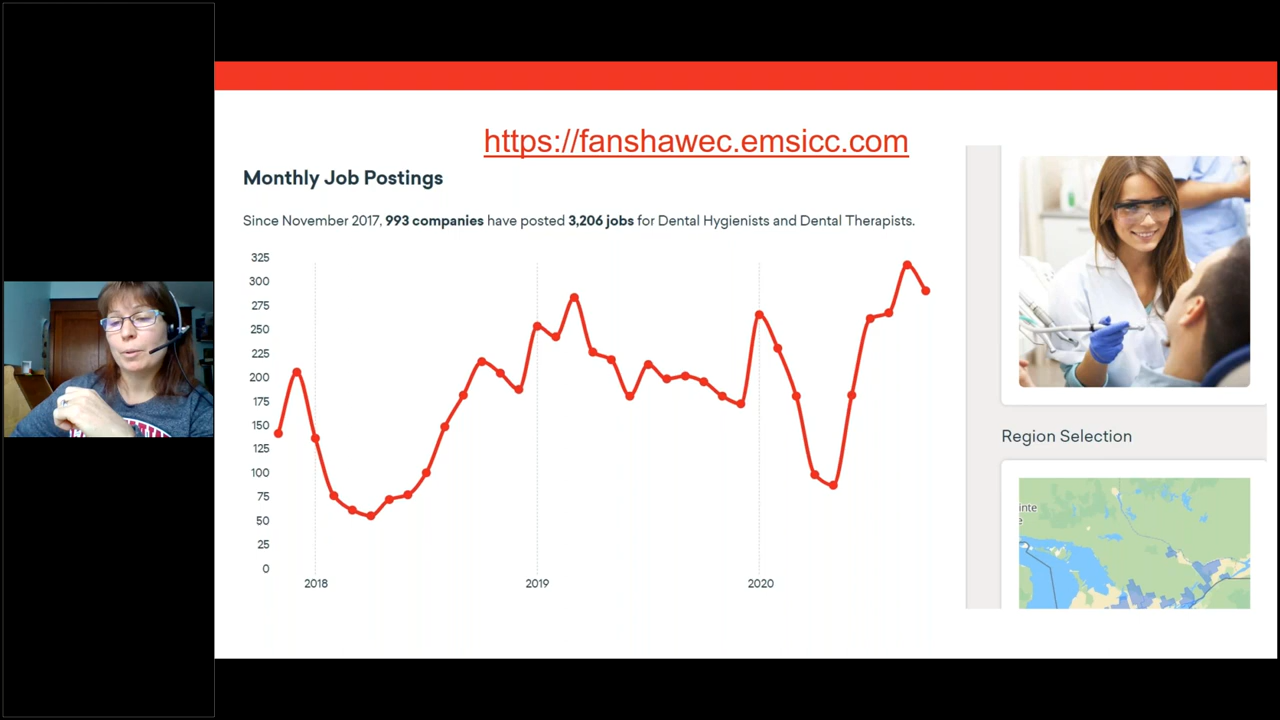 https://fanshawec.emsicc.com
Monthly Job Postings
Since November 2017, 993 companies have posted 3,206 jobs for Dental Hygienists and Dental Therapists.
325
300
275
250
225
200
175
150
125
100
75
50
25
0
2018 2019 2020
Region Selection
inte
e